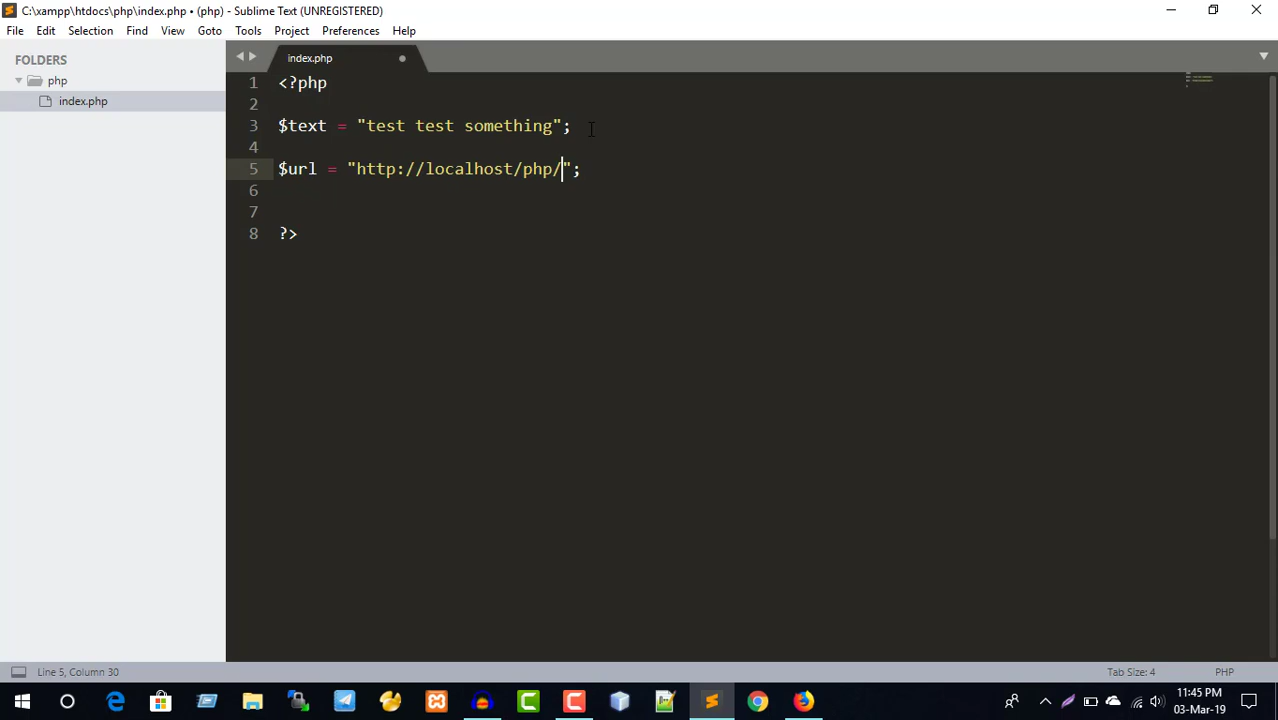 C:\xampp\htdocs\php\index.php • (php) - Sublime Text (UNREGISTERED)
File Edit Selection Find View Goto Tools Project Preferences Help
FOLDERS
php
index.php
index.php
1 <?php
2
3 $text = "test test something";
4
5 $url = "http://localhost/php/";
6
7
8 ?>
Line 5, Column 30
Tab Size: 4
PHP
11:45 PM
03-Mar-19